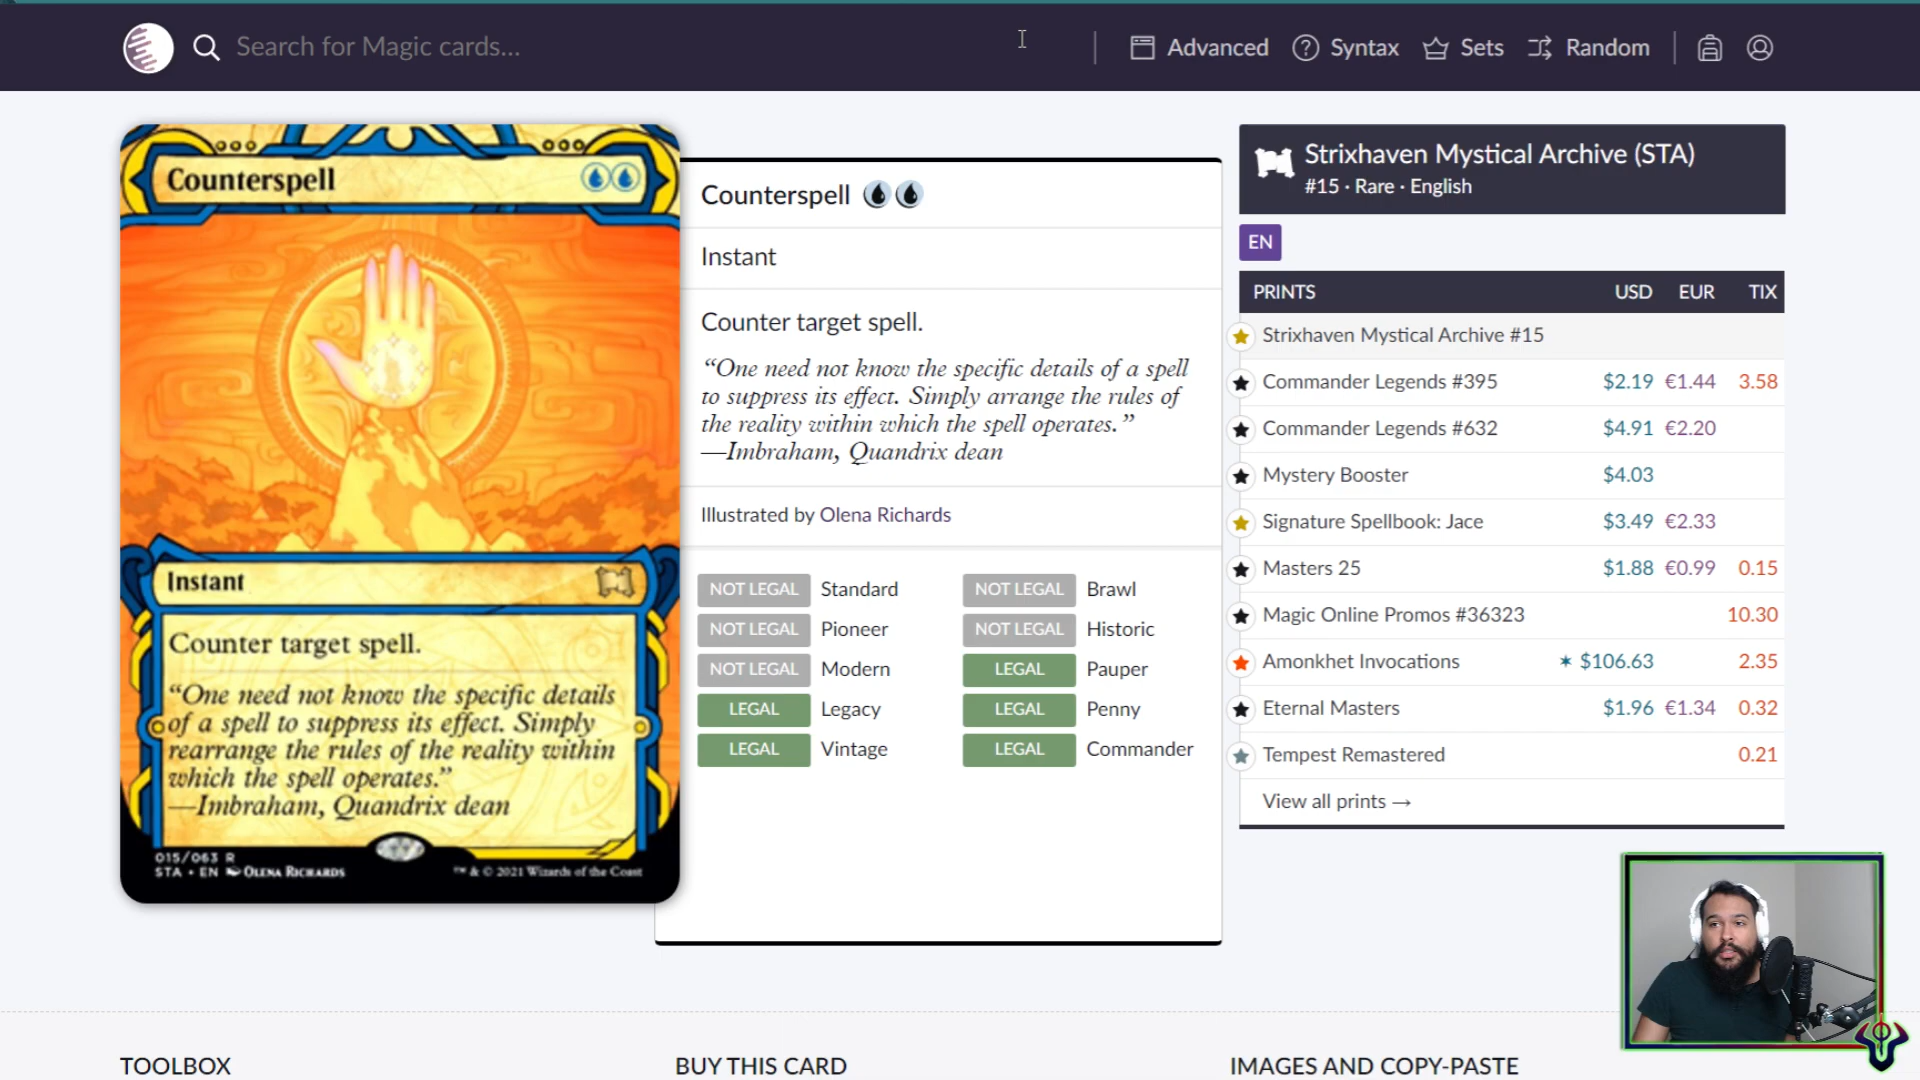 Search for Magic cards...
Advanced
Syntax
Sets
Random
Counterspell
Instant
Counter target spell.
“One need not know the specific details
of a spell to suppress its effect. Simply
rearrange the rules of the reality within
which the spell operates.”
—Imbraham, Quandrix dean
015/063 R
STA • EN OLENA RICHARDS
™ & © 2021 Wizards of the Coast
Counterspell
Instant
Counter target spell.
“One need not know the specific details of a spell
to suppress its effect. Simply arrange the rules of
the reality within which the spell operates.”
—Imbraham, Quandrix dean
Illustrated by Olena Richards
NOT LEGAL Standard NOT LEGAL Brawl
NOT LEGAL Pioneer NOT LEGAL Historic
NOT LEGAL Modern LEGAL Pauper
LEGAL Legacy LEGAL Penny
LEGAL Vintage LEGAL Commander
Strixhaven Mystical Archive (STA)
#15 · Rare · English
EN
PRINTS USD EUR TIX
Strixhaven Mystical Archive #15
Commander Legends #395 $2.19 €1.44 3.58
Commander Legends #632 $4.91 €2.20
Mystery Booster $4.03
Signature Spellbook: Jace $3.49 €2.33
Masters 25 $1.88 €0.99 0.15
Magic Online Promos #36323 10.30
Amonkhet Invocations ✶ $106.63 2.35
Eternal Masters $1.96 €1.34 0.32
Tempest Remastered 0.21
View all prints →
TOOLBOX
BUY THIS CARD
IMAGES AND COPY-PASTE